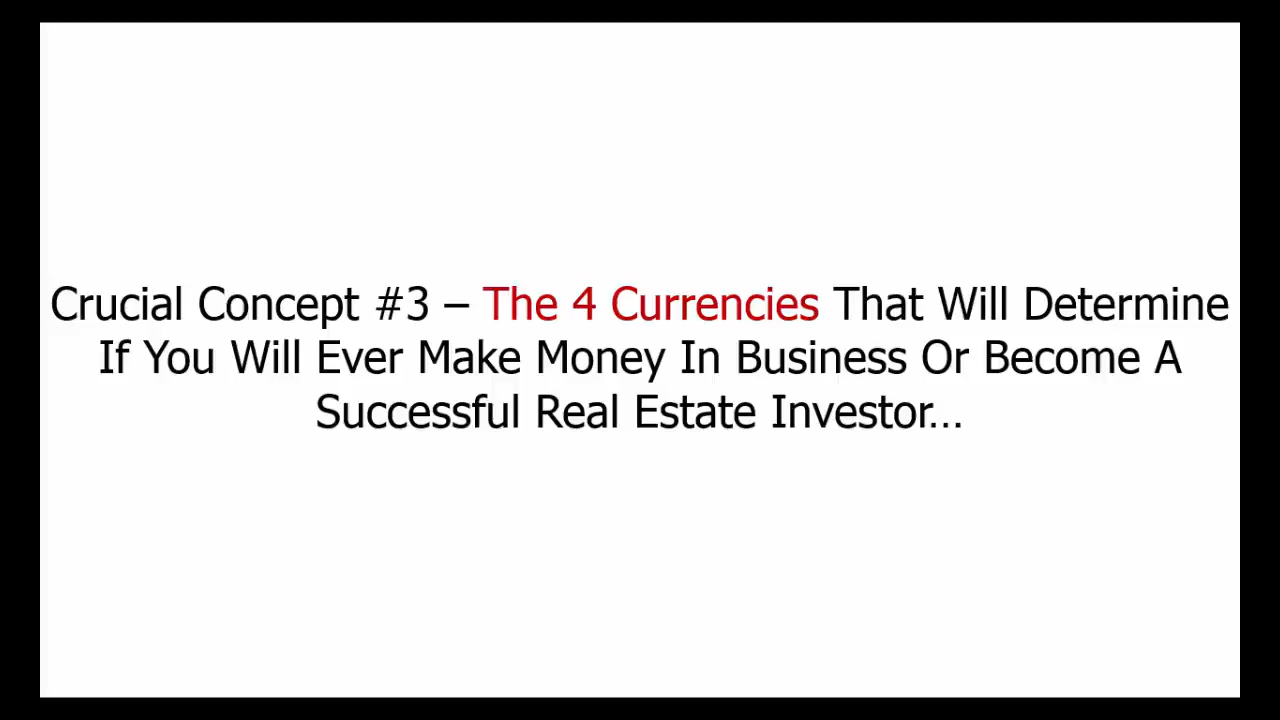 Crucial Concept #3 – The 4 Currencies That Will Determine
If You Will Ever Make Money In Business Or Become A
Successful Real Estate Investor…